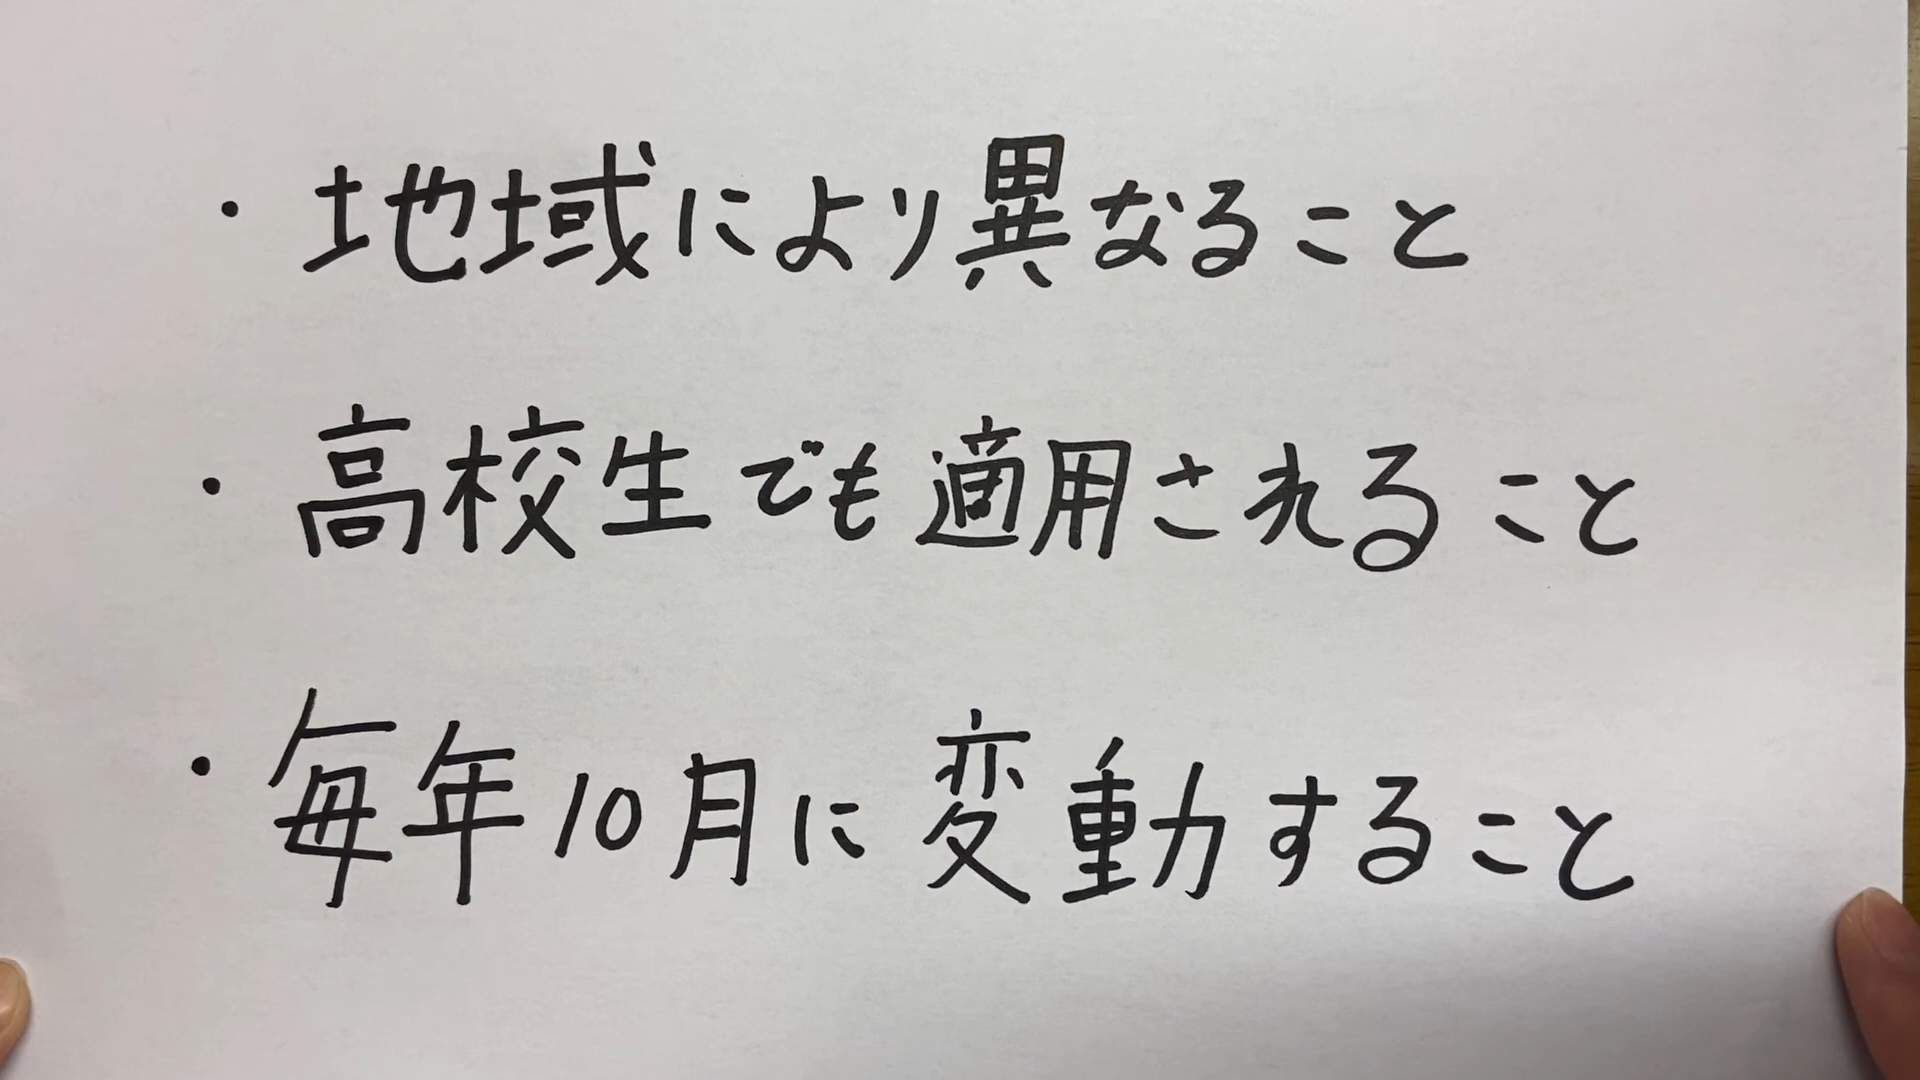 ・地域により異なること
・高校生でも適用されること
・毎年10月に変動すること